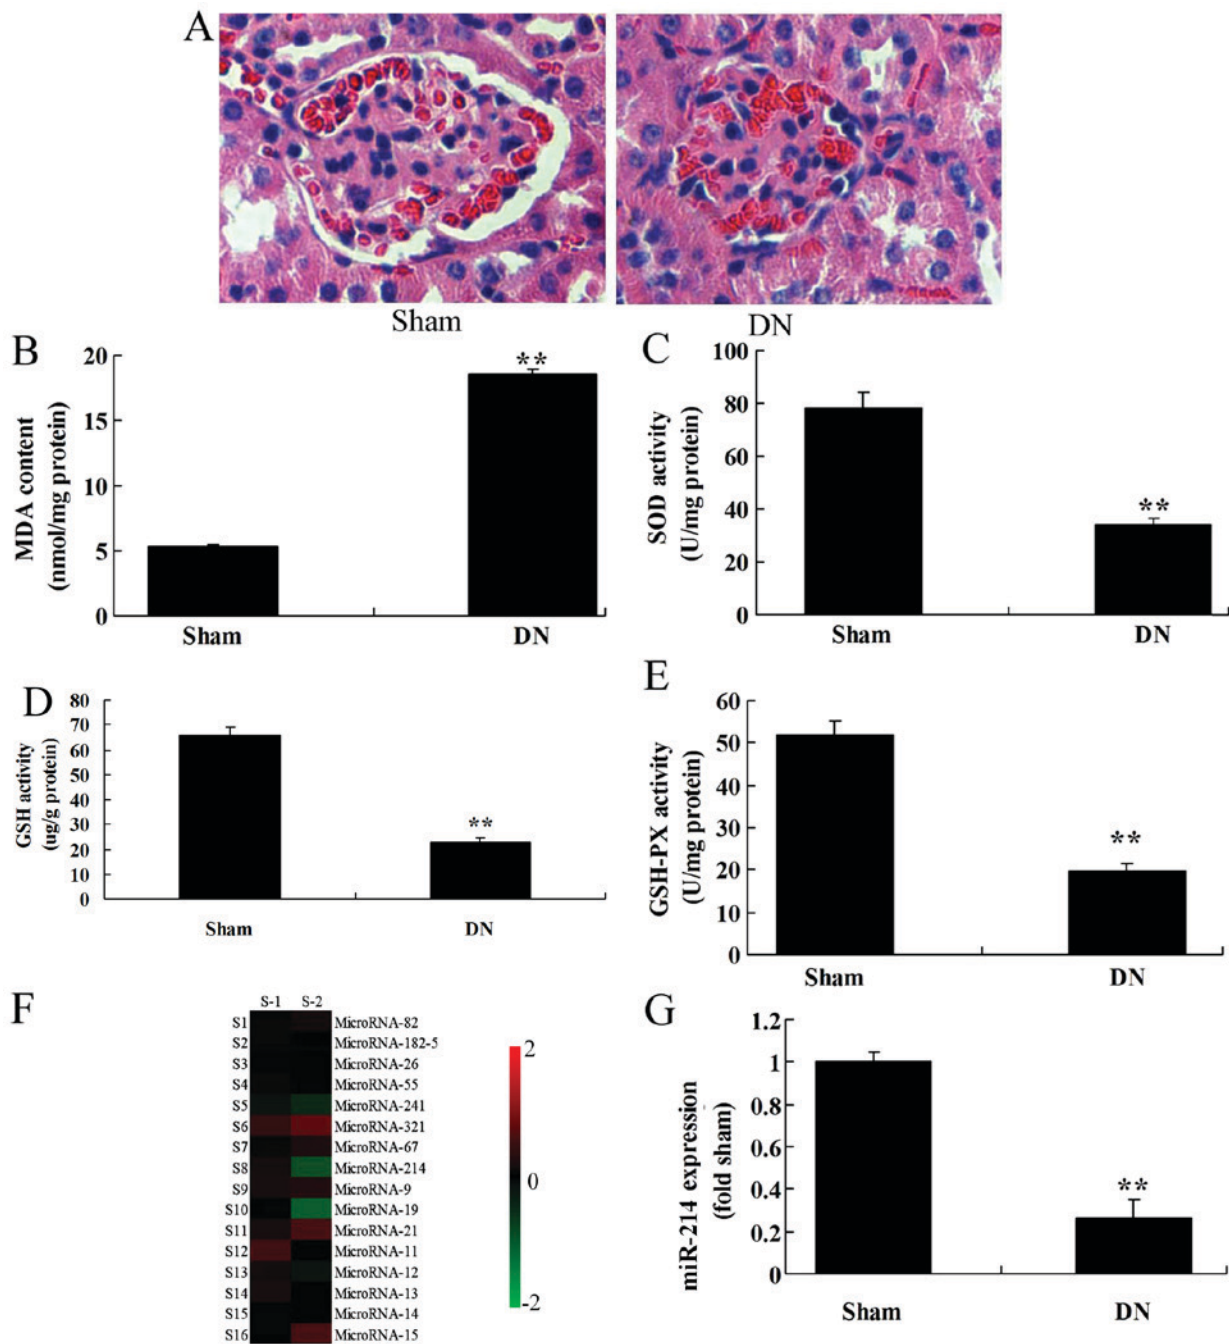 A
Sham
DN
B
MDA content
(nmol/mg protein)
20
15
10
5
0
**
Sham
DN
C
SOD activity
(U/mg protein)
100
80
60
40
20
0
**
Sham
DN
D
GSH activity
(ug/g protein)
80
70
60
50
40
30
20
10
0
**
Sham
DN
E
GSH-PX activity
(U/mg protein)
60
50
40
30
20
10
0
**
Sham
DN
F
S-1 S-2
S1 MicroRNA-82
S2 MicroRNA-182-5
S3 MicroRNA-26
S4 MicroRNA-55
S5 MicroRNA-241
S6 MicroRNA-321
S7 MicroRNA-67
S8 MicroRNA-214
S9 MicroRNA-9
S10 MicroRNA-19
S11 MicroRNA-21
S12 MicroRNA-11
S13 MicroRNA-12
S14 MicroRNA-13
S15 MicroRNA-14
S16 MicroRNA-15
2
0
-2
G
miR-214 expression
(fold sham)
1.2
1
0.8
0.6
0.4
0.2
0
**
Sham
DN